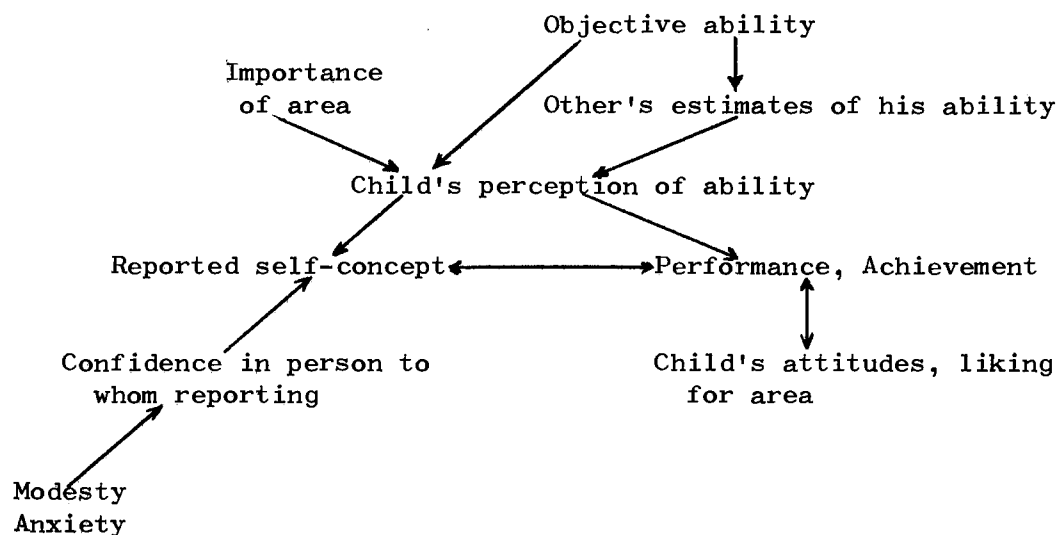 Objective ability
Importance
of area
Other's estimates of his ability
Child's perception of ability
Reported self-concept
Performance, Achievement
Confidence in person to
whom reporting
Child's attitudes, liking
for area
Modesty
Anxiety